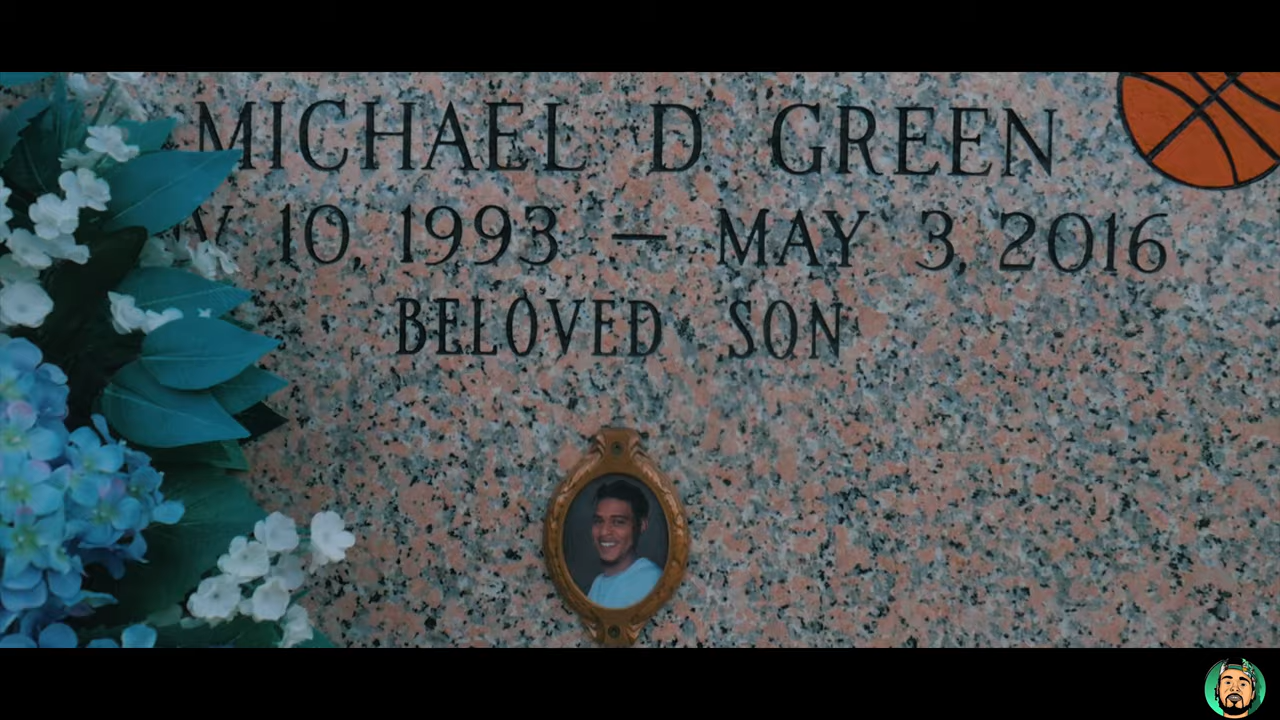 MICHAEL D. GREEN
10, 1993 — MAY 3, 2016
BELOVED SON